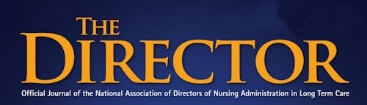 THE
DIRECTOR
Official Journal of the National Association of Directors of Nursing Administration in Long Term Care